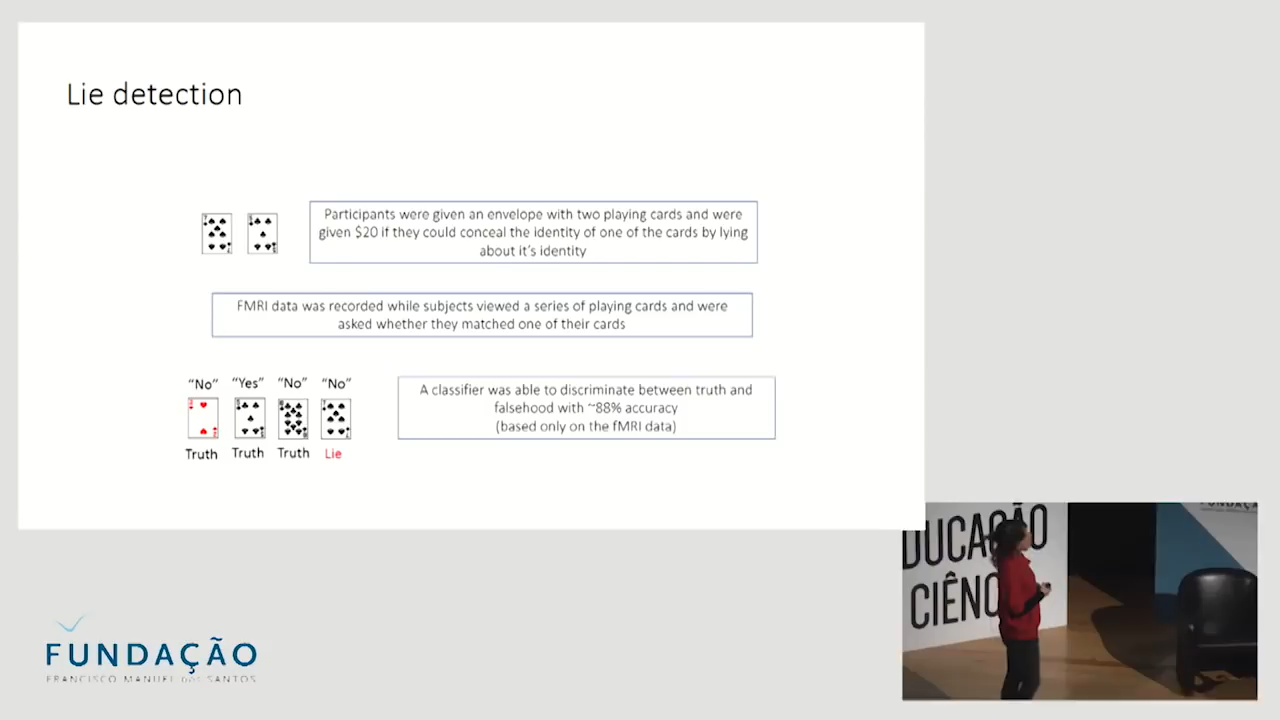 Lie detection
Participants were given an envelope with two playing cards and were
given $20 if they could conceal the identity of one of the cards by lying
about it's identity
FMRI data was recorded while subjects viewed a series of playing cards and were
asked whether they matched one of their cards
“No” “Yes” “No” “No”
Truth Truth Truth Lie
A classifier was able to discriminate between truth and
falsehood with ~88% accuracy
(based only on the fMRI data)
DUCAÇÃO
CIÊNC
FUNDAÇÃO
FRANCISCO MANUEL DOS SANTOS